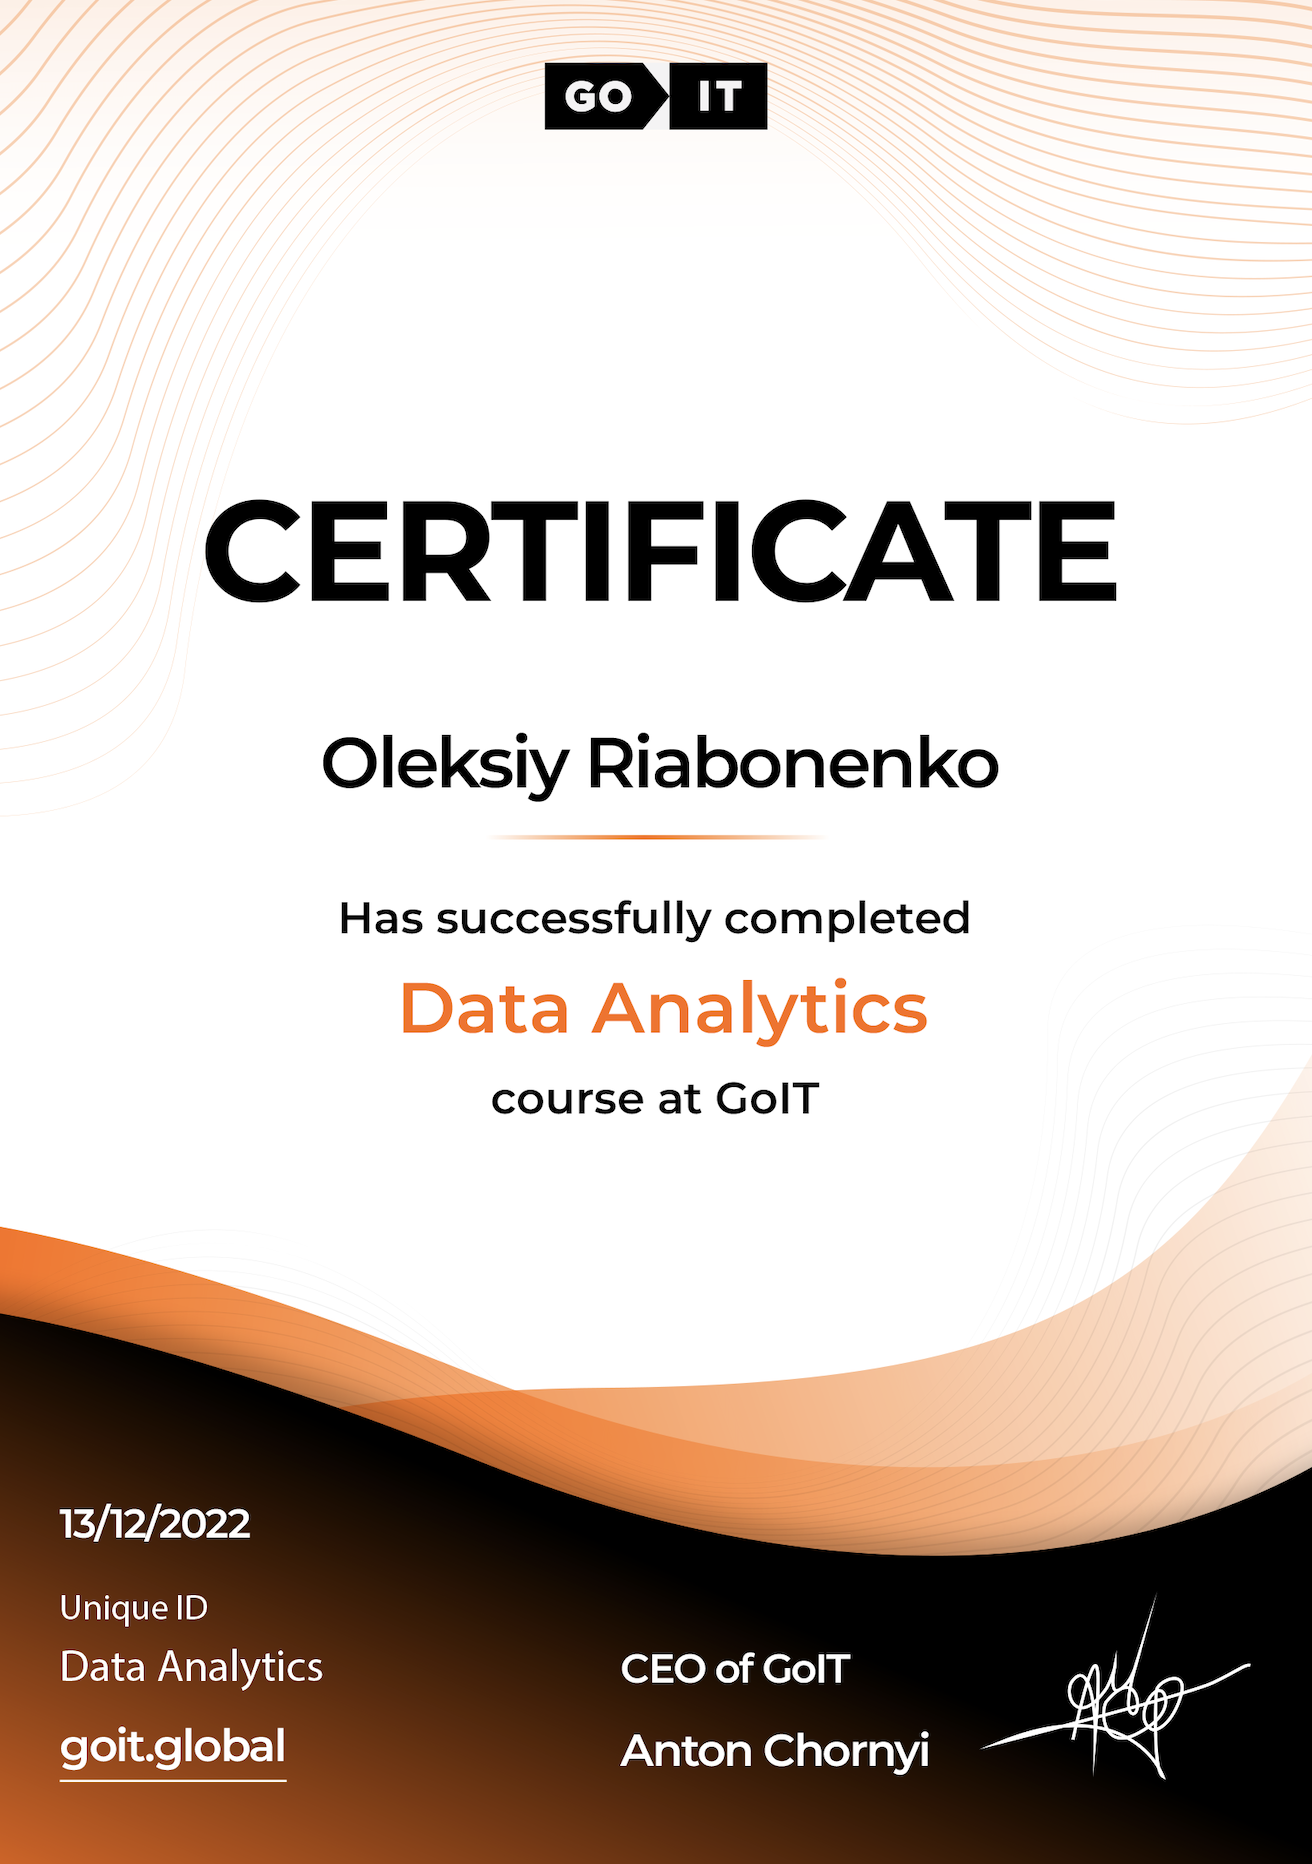 GO IT
CERTIFICATE
Oleksiy Riabonenko
Has successfully completed
Data Analytics
course at GoIT
13/12/2022
Unique ID
Data Analytics
goit.global
CEO of GoIT
Anton Chornyi